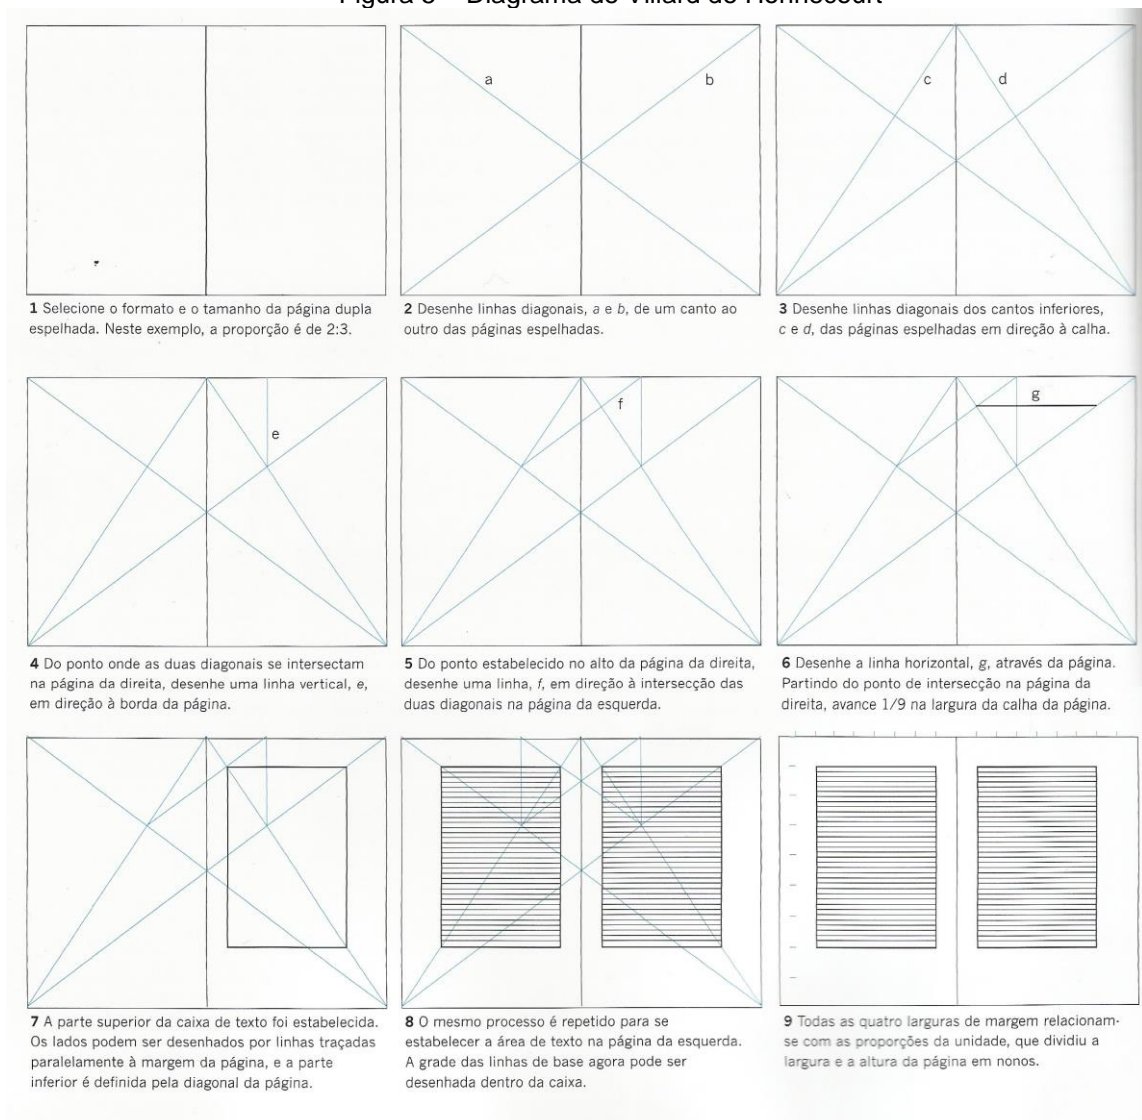 Figura 3 – Diagrama de Villard de Honnecourt
a
b
c
d
1 Selecione o formato e o tamanho da página dupla
espelhada. Neste exemplo, a proporção é de 2:3.
2 Desenhe linhas diagonais, a e b, de um canto ao
outro das páginas espelhadas.
3 Desenhe linhas diagonais dos cantos inferiores,
c e d, das páginas espelhadas em direção à calha.
e
f
g
4 Do ponto onde as duas diagonais se intersectam
na página da direita, desenhe uma linha vertical, e,
em direção à borda da página.
5 Do ponto estabelecido no alto da página da direita,
desenhe uma linha, f, em direção à intersecção das
duas diagonais na página da esquerda.
6 Desenhe a linha horizontal, g, através da página.
Partindo do ponto de intersecção na página da
direita, avance 1/9 na largura da calha da página.
7 A parte superior da caixa de texto foi estabelecida.
Os lados podem ser desenhados por linhas traçadas
paralelamente à margem da página, e a parte
inferior é definida pela diagonal da página.
8 O mesmo processo é repetido para se
estabelecer a área de texto na página da esquerda.
A grade das linhas de base agora pode ser
desenhada dentro da caixa.
9 Todas as quatro larguras de margem relacionam-
se com as proporções da unidade, que dividiu a
largura e a altura da página em nonos.